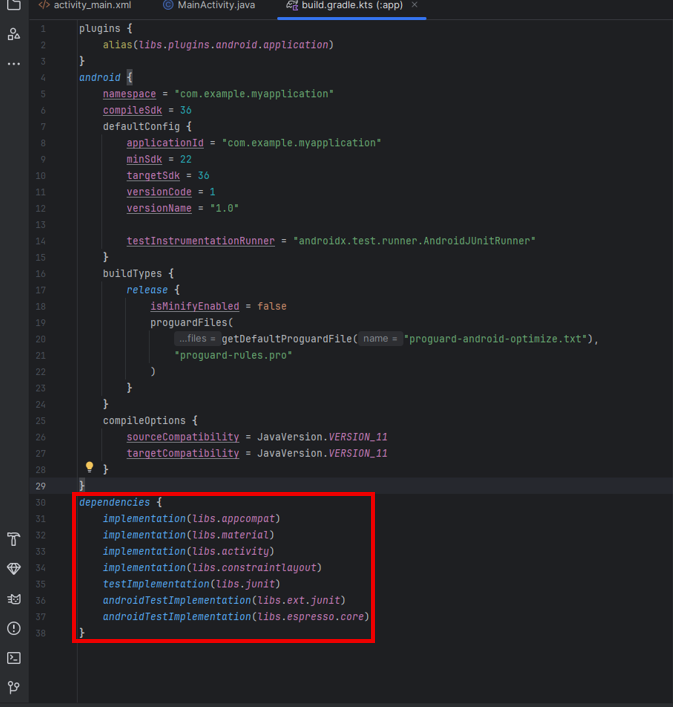 activity_main.xml
MainActivity.java
build.gradle.kts (:app)
1 plugins {
2 alias(libs.plugins.android.application)
3 }
4 android {
5 namespace = "com.example.myapplication"
6 compileSdk = 36
7 defaultConfig {
8 applicationId = "com.example.myapplication"
9 minSdk = 22
10 targetSdk = 36
11 versionCode = 1
12 versionName = "1.0"
13
14 testInstrumentationRunner = "androidx.test.runner.AndroidJUnitRunner"
15 }
16 buildTypes {
17 release {
18 isMinifyEnabled = false
19 proguardFiles(
20 ...files = getDefaultProguardFile( name = "proguard-android-optimize.txt"),
21 "proguard-rules.pro"
22 )
23 }
24 }
25 compileOptions {
26 sourceCompatibility = JavaVersion.VERSION_11
27 targetCompatibility = JavaVersion.VERSION_11
28 }
29 }
30 dependencies {
31 implementation(libs.appcompat)
32 implementation(libs.material)
33 implementation(libs.activity)
34 implementation(libs.constraintlayout)
35 testImplementation(libs.junit)
36 androidTestImplementation(libs.ext.junit)
37 androidTestImplementation(libs.espresso.core)
38 }